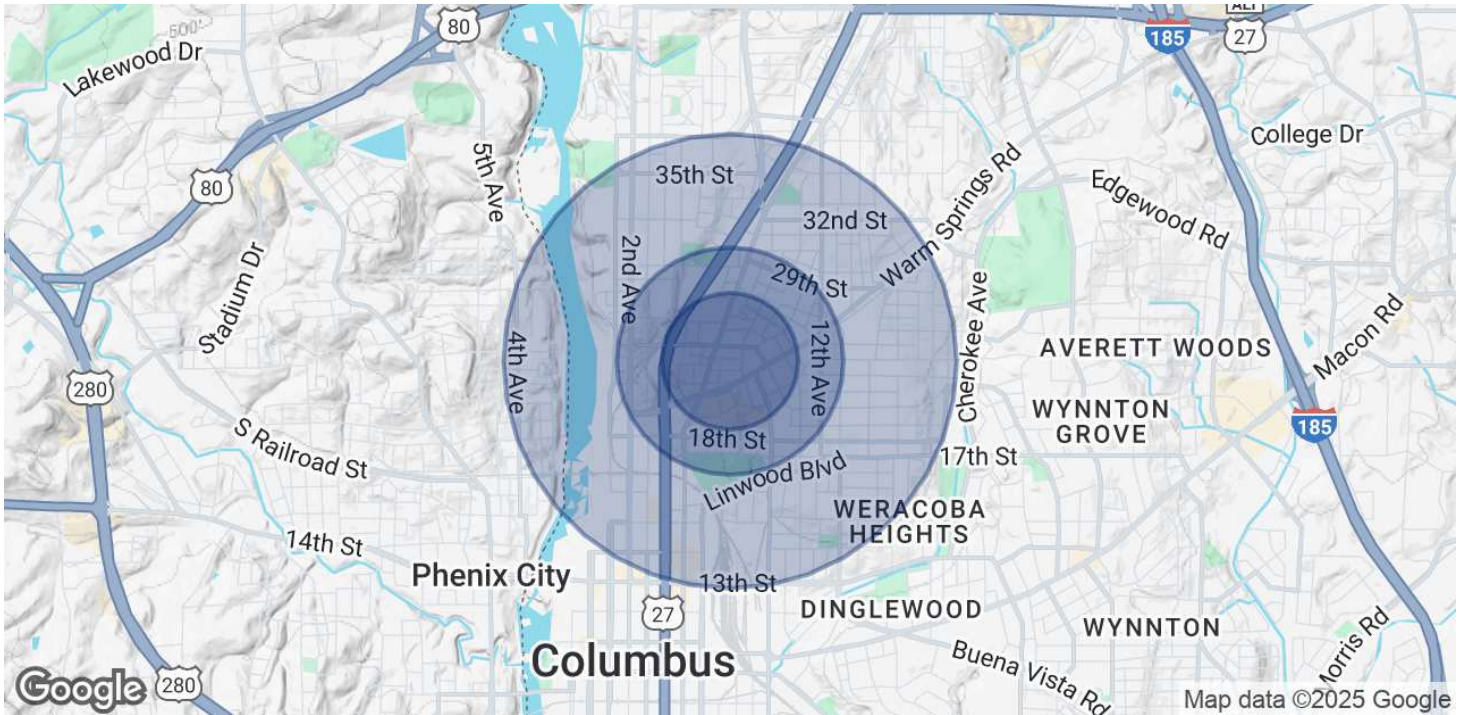 ALT
80
185
27
500'
Lakewood Dr
College Dr
5th Ave
35th St
Warm Springs Rd
Edgewood Rd
80
32nd St
2nd Ave
29th St
Stadium Dr
Cherokee Ave
Macon Rd
4th Ave
12th Ave
AVERETT WOODS
280
WYNNTON
GROVE
185
S Railroad St
18th St
17th St
Linwood Blvd
WERACOBA
HEIGHTS
14th St
Phenix City
13th St
27
DINGLEWOOD
WYNNTON
Columbus
Buena Vista Rd
Morris Rd
Google
280
Map data ©2025 Google